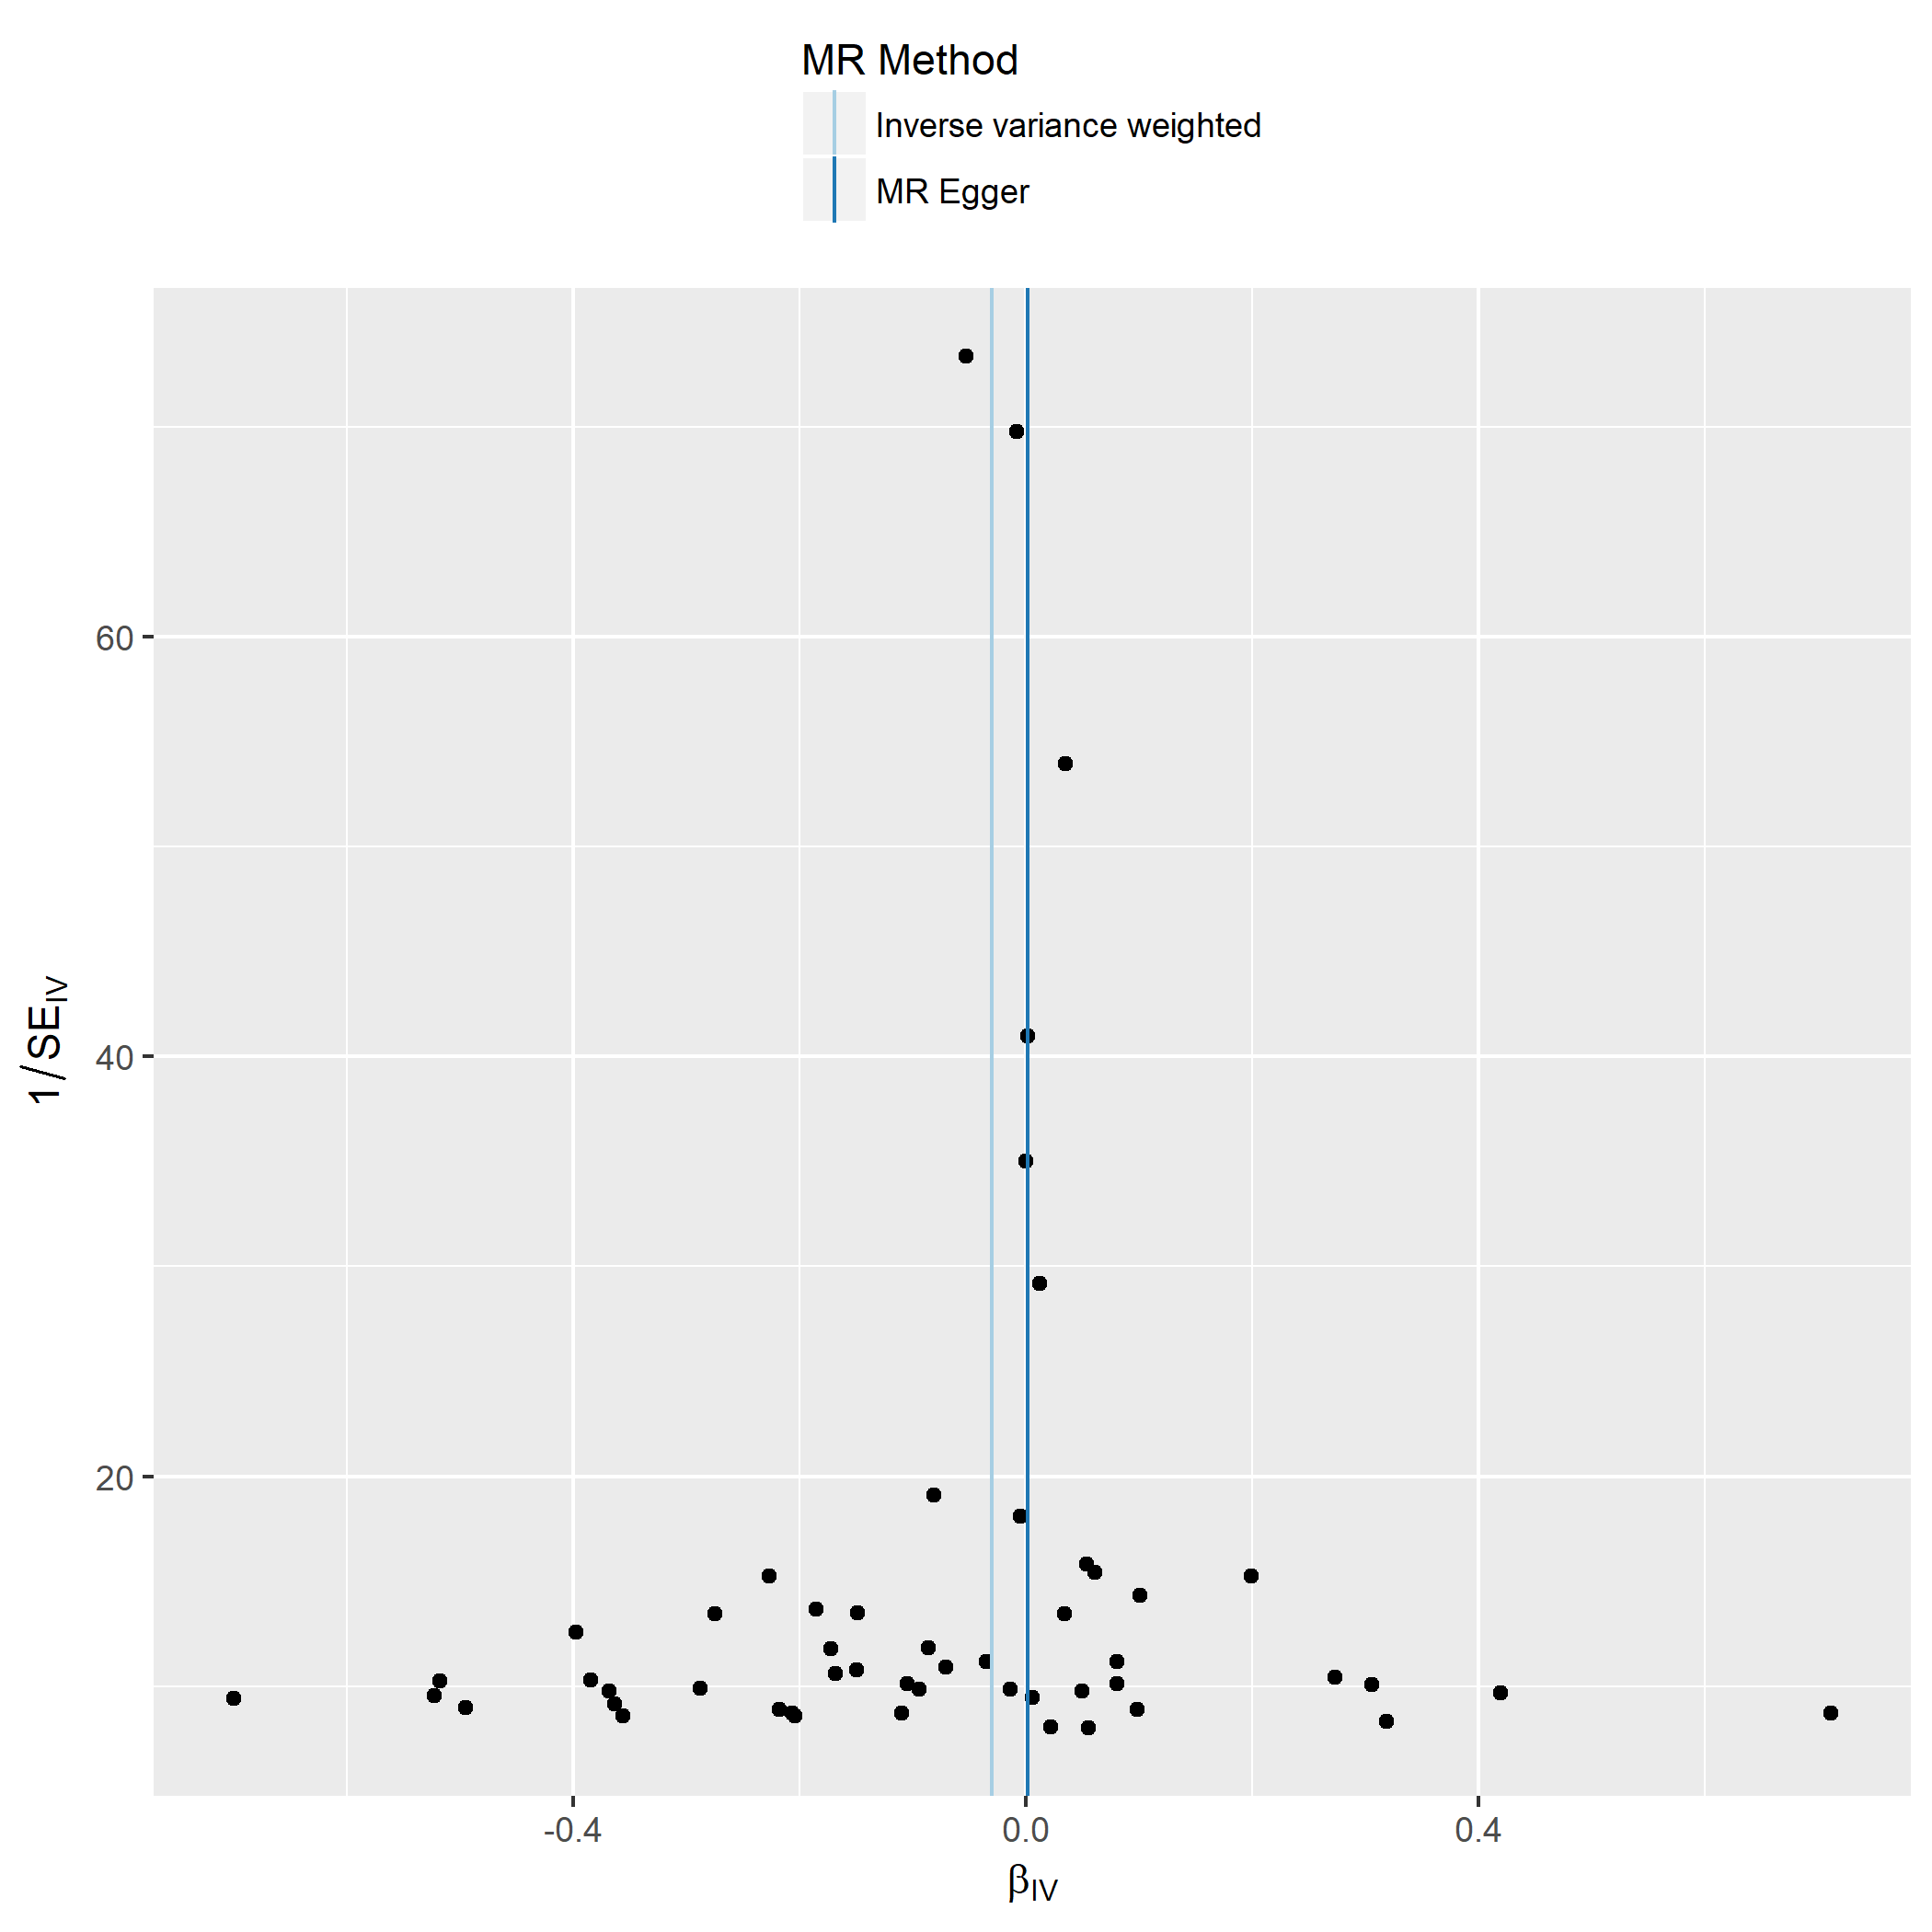 MR Method
Inverse variance weighted
MR Egger
60
40
20
1/SE_IV
-0.4
0.0
0.4
β_IV